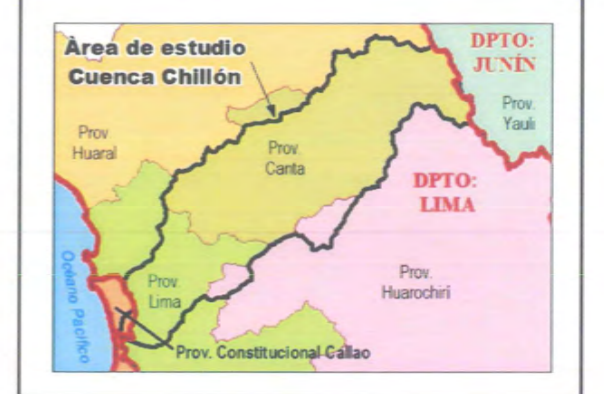 Àrea de estudio
Cuenca Chillón
DPTO:
JUNÍN
Prov.
Yauli
Prov.
Huaral
Prov.
Canta
DPTO:
LIMA
Océano Pacífico
Prov.
Lima
Prov.
Huarochirí
Prov. Constitucional Callao